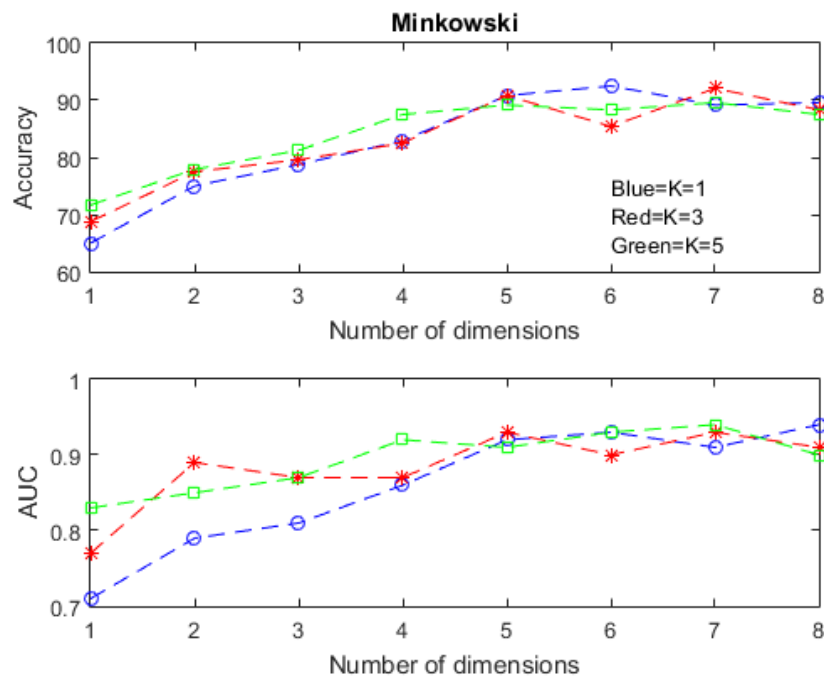 Minkowski
100
90
80
70
60
Accuracy
Blue=K=1
Red=K=3
Green=K=5
1 2 3 4 5 6 7 8
Number of dimensions
1
0.9
0.8
0.7
AUC
1 2 3 4 5 6 7 8
Number of dimensions